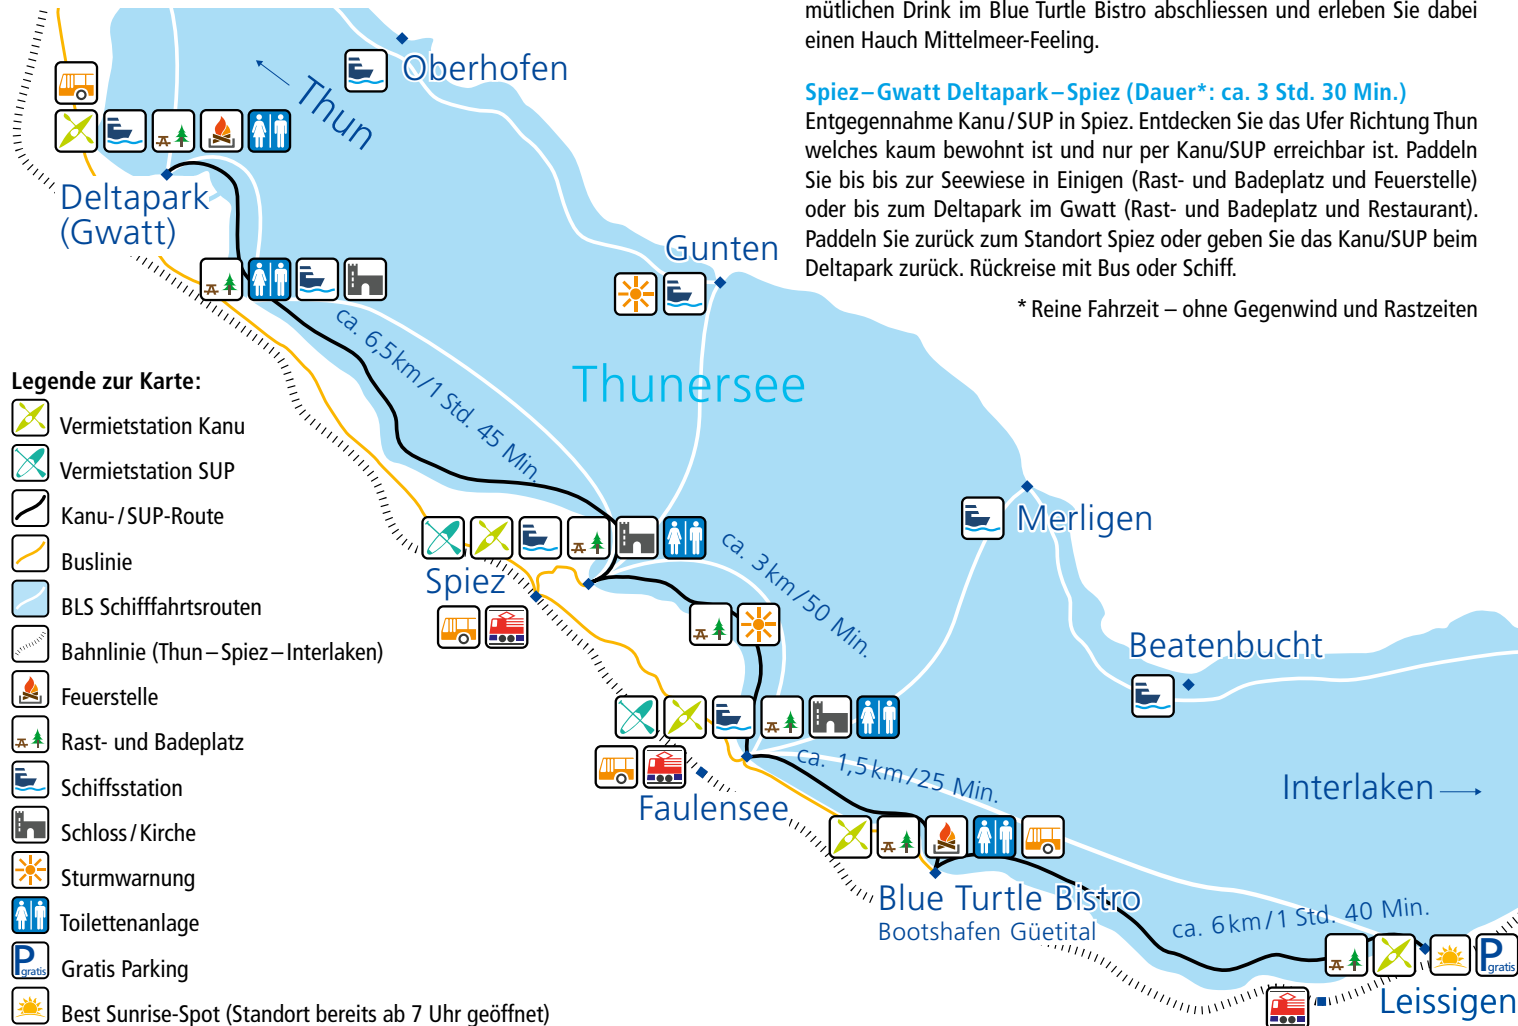 mütlichen Drink im Blue Turtle Bistro abschliessen und erleben Sie dabei
einen Hauch Mittelmeer-Feeling.
Spiez–Gwatt Deltapark–Spiez (Dauer*: ca. 3 Std. 30 Min.)
Entgegennahme Kanu/SUP in Spiez. Entdecken Sie das Ufer Richtung Thun
welches kaum bewohnt ist und nur per Kanu/SUP erreichbar ist. Paddeln
Sie bis bis zur Seewiese in Einigen (Rast- und Badeplatz und Feuerstelle)
oder bis zum Deltapark im Gwatt (Rast- und Badeplatz und Restaurant).
Paddeln Sie zurück zum Standort Spiez oder geben Sie das Kanu/SUP beim
Deltapark zurück. Rückreise mit Bus oder Schiff.
* Reine Fahrzeit – ohne Gegenwind und Rastzeiten
Oberhofen
Thun
Deltapark
(Gwatt)
Gunten
ca. 6,5km/1 Std. 45 Min.
Thunersee
Merligen
Spiez
ca. 3km/50 Min.
Beatenbucht
Faulensee
ca. 1,5km/25 Min.
Interlaken
Blue Turtle Bistro
Bootshafen Güetital
ca. 6km/1 Std. 40 Min.
P
gratis
Leissigen
Legende zur Karte:
Vermietstation Kanu
Vermietstation SUP
Kanu-/SUP-Route
Buslinie
BLS Schifffahrtsrouten
Bahnlinie (Thun–Spiez–Interlaken)
Feuerstelle
Rast- und Badeplatz
Schiffsstation
Schloss/Kirche
Sturmwarnung
Toilettenanlage
P
gratis
Gratis Parking
Best Sunrise-Spot (Standort bereits ab 7 Uhr geöffnet)